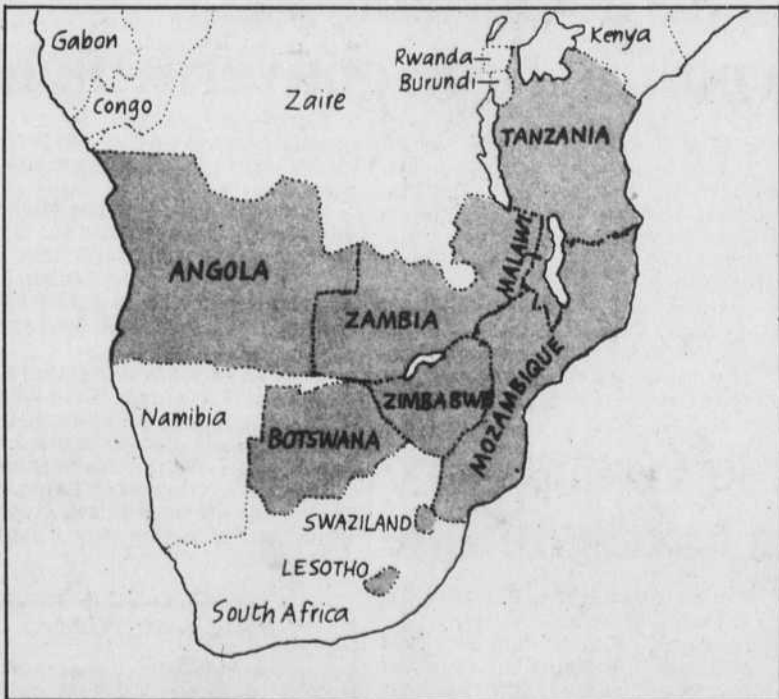 Gabon
Kenya
Rwanda
Burundi
Congo
Zaire
TANZANIA
ANGOLA
MALAWI
ZAMBIA
ZIMBABWE
MOZAMBIQUE
Namibia
BOTSWANA
SWAZILAND
LESOTHO
South Africa